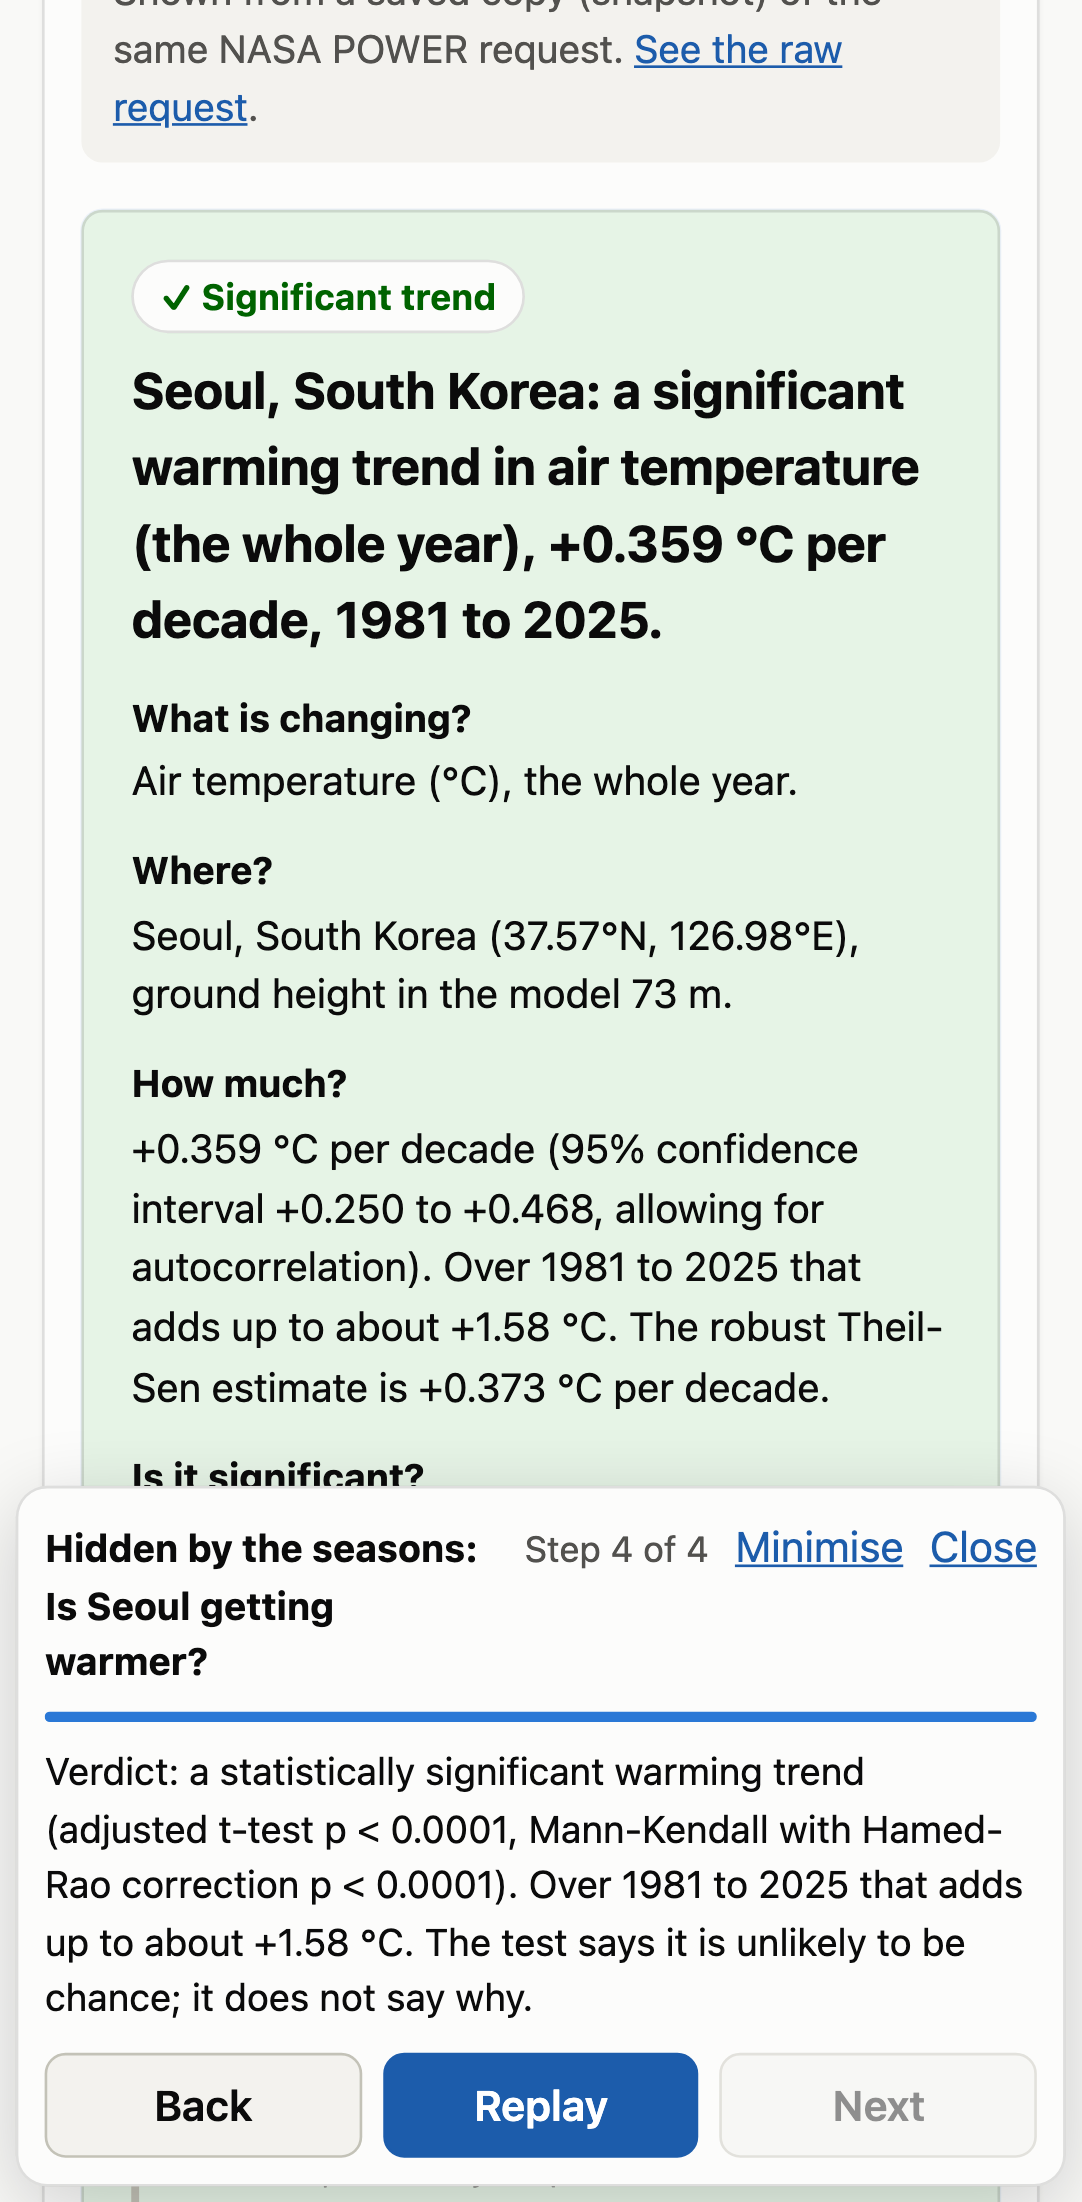 Shown from a saved copy (snapshot) of the
same NASA POWER request. See the raw
request.
✓ Significant trend
Seoul, South Korea: a significant
warming trend in air temperature
(the whole year), +0.359 °C per
decade, 1981 to 2025.
What is changing?
Air temperature (°C), the whole year.
Where?
Seoul, South Korea (37.57°N, 126.98°E),
ground height in the model 73 m.
How much?
+0.359 °C per decade (95% confidence
interval +0.250 to +0.468, allowing for
autocorrelation). Over 1981 to 2025 that
adds up to about +1.58 °C. The robust Theil-
Sen estimate is +0.373 °C per decade.
Is it significant?
Hidden by the seasons: Step 4 of 4 Minimise Close
Is Seoul getting
warmer?
Verdict: a statistically significant warming trend
(adjusted t-test p < 0.0001, Mann-Kendall with Hamed-
Rao correction p < 0.0001). Over 1981 to 2025 that adds
up to about +1.58 °C. The test says it is unlikely to be
chance; it does not say why.
Back Replay Next